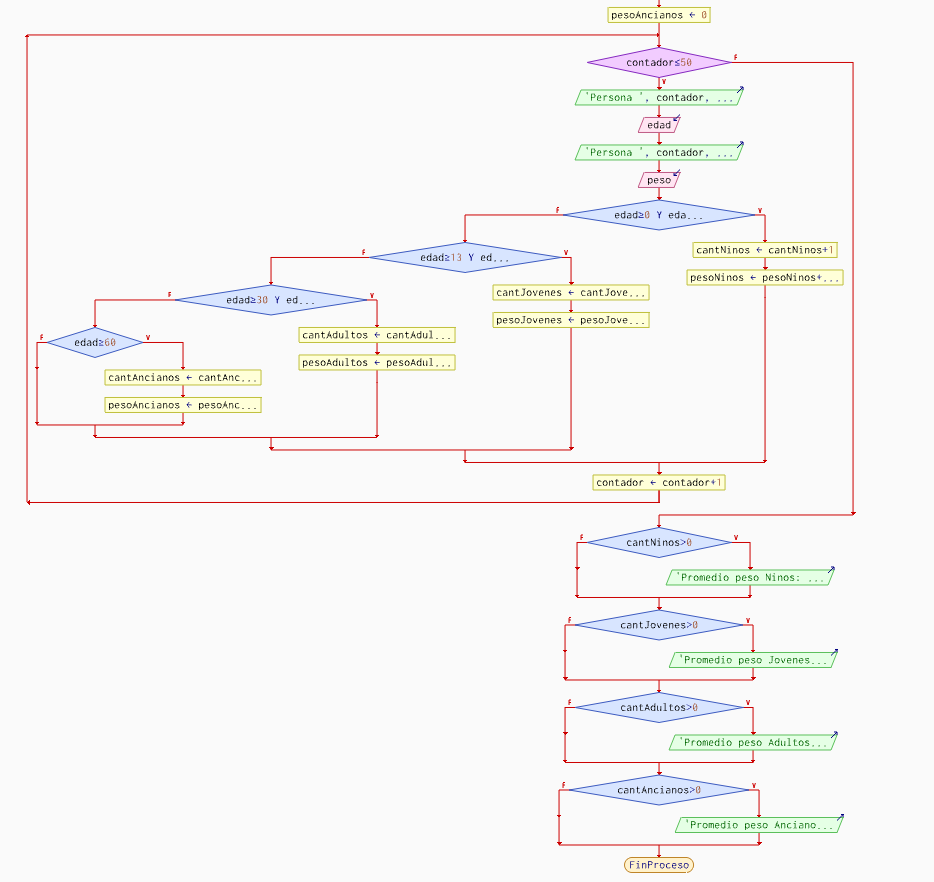 pesoAncianos ← 0
contador≤50
F
V
'Persona ', contador, ...
edad
'Persona ', contador, ...
peso
edad≥0 Y eda...
F
V
cantNinos ← cantNinos+1
edad≥13 Y ed...
F
V
pesoNinos ← pesoNinos+...
cantJovenes ← cantJove...
edad≥30 Y ed...
F
V
pesoJovenes ← pesoJove...
cantAdultos ← cantAdul...
edad≥60
F
V
pesoAdultos ← pesoAdul...
cantAncianos ← cantAnc...
pesoAncianos ← pesoAnc...
contador ← contador+1
cantNinos>0
F
V
'Promedio peso Ninos: ...
cantJovenes>0
F
V
'Promedio peso Jovenes...
cantAdultos>0
F
V
'Promedio peso Adultos...
cantAncianos>0
F
V
'Promedio peso Anciano...
FinProceso